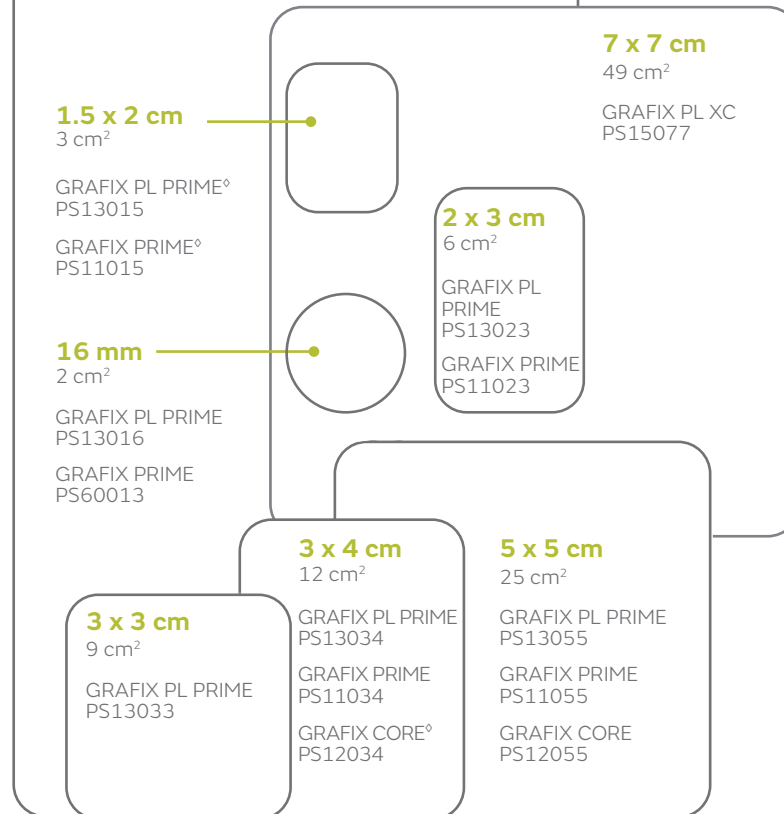 7 x 7 cm
49 cm²
GRAFIX PL XC
PS15077
1.5 x 2 cm
3 cm²
GRAFIX PL PRIME◊
PS13015
GRAFIX PRIME◊
PS11015
2 x 3 cm
6 cm²
GRAFIX PL
PRIME
PS13023
GRAFIX PRIME
PS11023
16 mm
2 cm²
GRAFIX PL PRIME
PS13016
GRAFIX PRIME
PS60013
3 x 4 cm
12 cm²
GRAFIX PL PRIME
PS13034
GRAFIX PRIME
PS11034
GRAFIX CORE◊
PS12034
5 x 5 cm
25 cm²
GRAFIX PL PRIME
PS13055
GRAFIX PRIME
PS11055
GRAFIX CORE
PS12055
3 x 3 cm
9 cm²
GRAFIX PL PRIME
PS13033